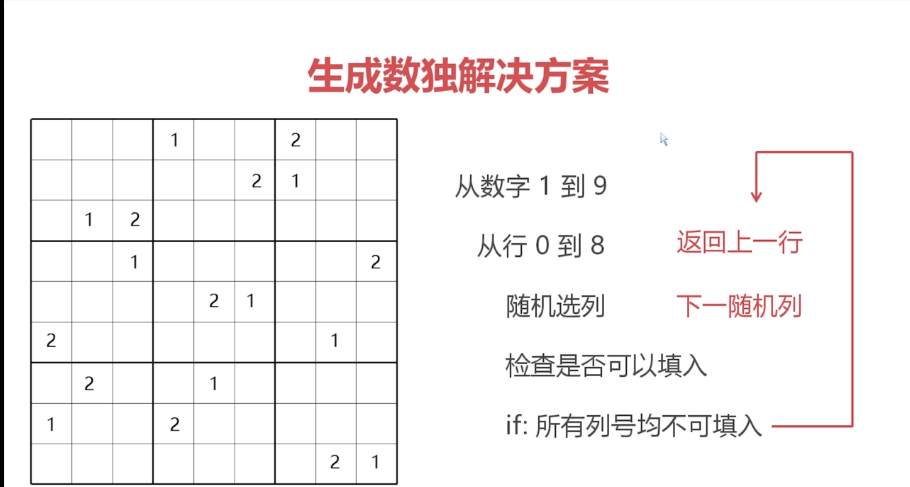 生成数独解决方案
1 2
2 1
1 2
1 2
2 1
2 1
2 1
1 2
2 1
从数字 1 到 9
从行 0 到 8
返回上一行
随机选列
下一随机列
检查是否可以填入
if: 所有列号均不可填入